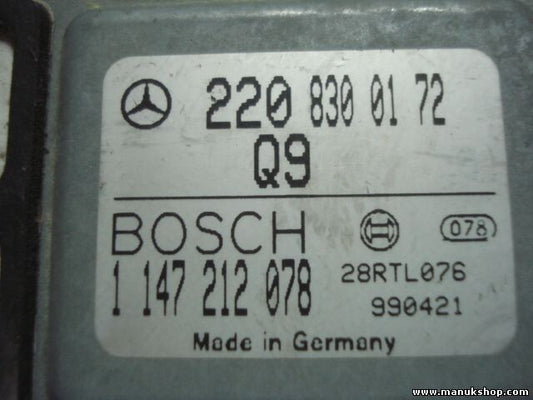 220 830 01 72
Q9
BOSCH 078
1 147 212 078 28RTL076
990421
Made in Germany
www.manukshop.com